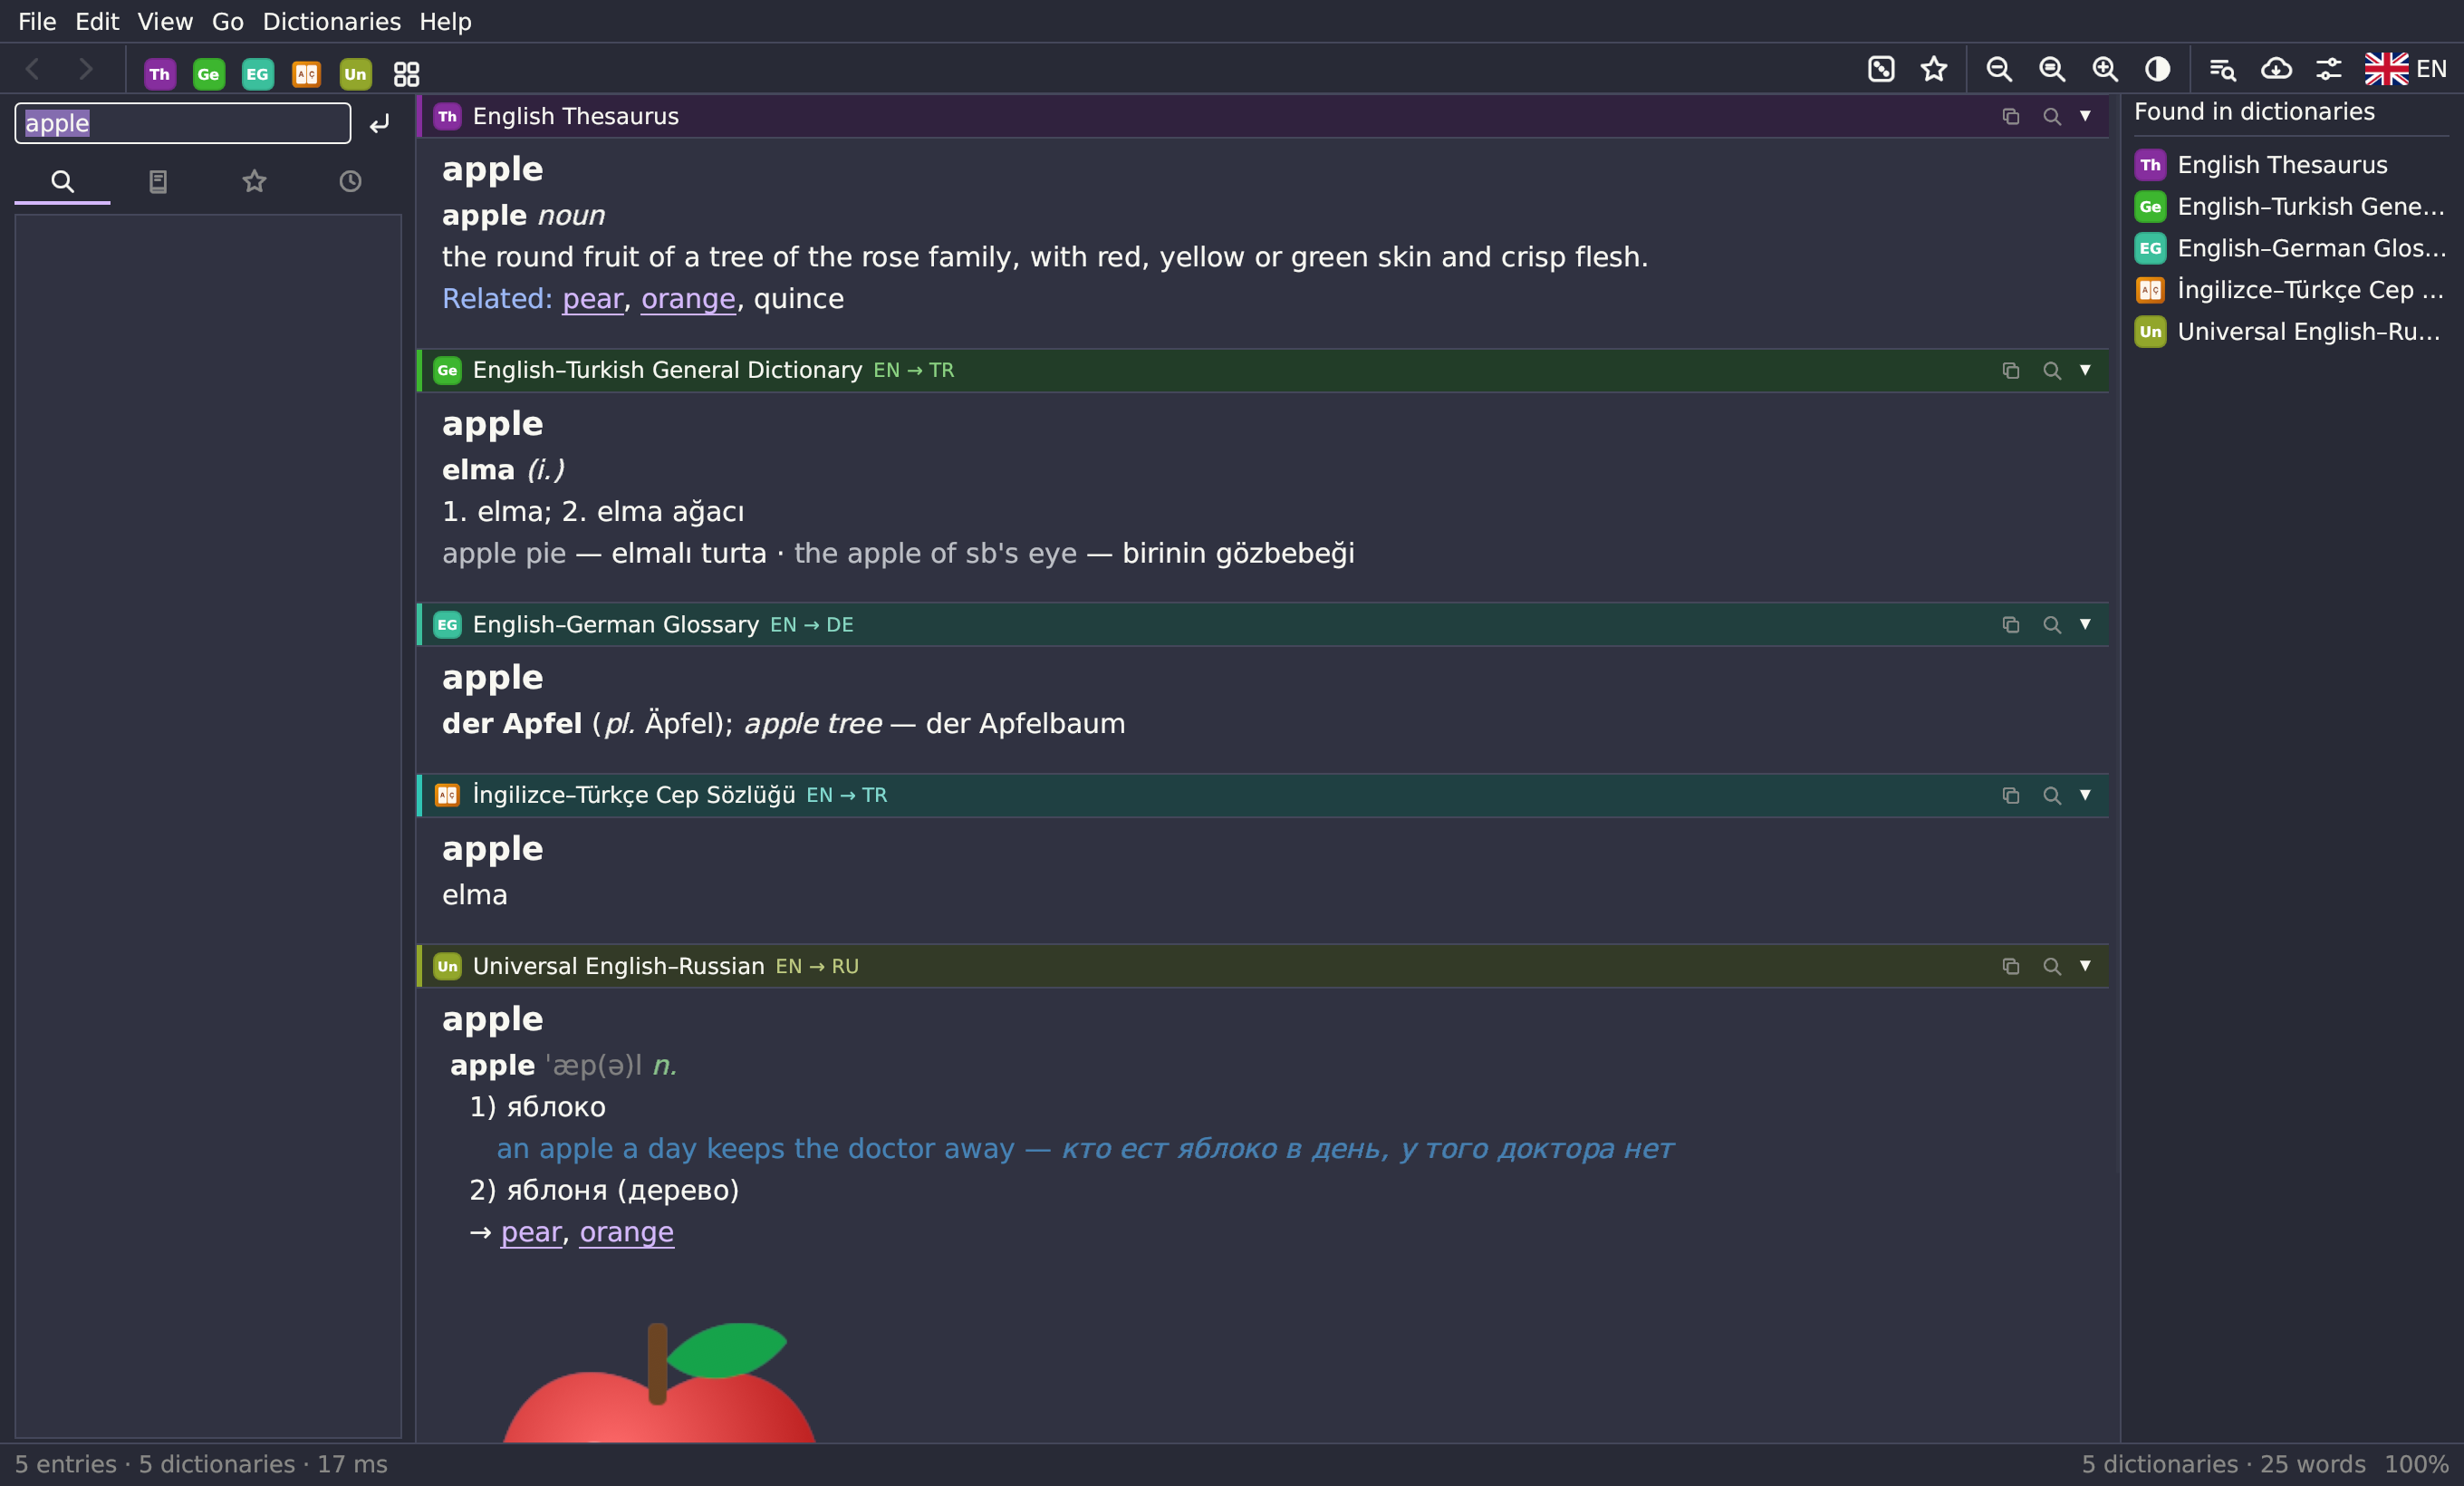 File Edit View Go Dictionaries Help
Th Ge EG A Ç Un EN
apple
Th English Thesaurus
apple
apple noun
the round fruit of a tree of the rose family, with red, yellow or green skin and crisp flesh.
Related: pear, orange, quince
Ge English–Turkish General Dictionary EN → TR
apple
elma (i.)
1. elma; 2. elma ağacı
apple pie — elmalı turta · the apple of sb's eye — birinin gözbebeği
EG English–German Glossary EN → DE
apple
der Apfel (pl. Äpfel); apple tree — der Apfelbaum
A Ç İngilizce–Türkçe Cep Sözlüğü EN → TR
apple
elma
Un Universal English–Russian EN → RU
apple
apple ˈæp(ə)l n.
1) яблоко
an apple a day keeps the doctor away — кто ест яблоко в день, у того доктора нет
2) яблоня (дерево)
→ pear, orange
Found in dictionaries
Th English Thesaurus
Ge English–Turkish Gene...
EG English–German Glos...
A Ç İngilizce–Türkçe Cep ...
Un Universal English–Ru...
5 entries · 5 dictionaries · 17 ms
5 dictionaries · 25 words 100%